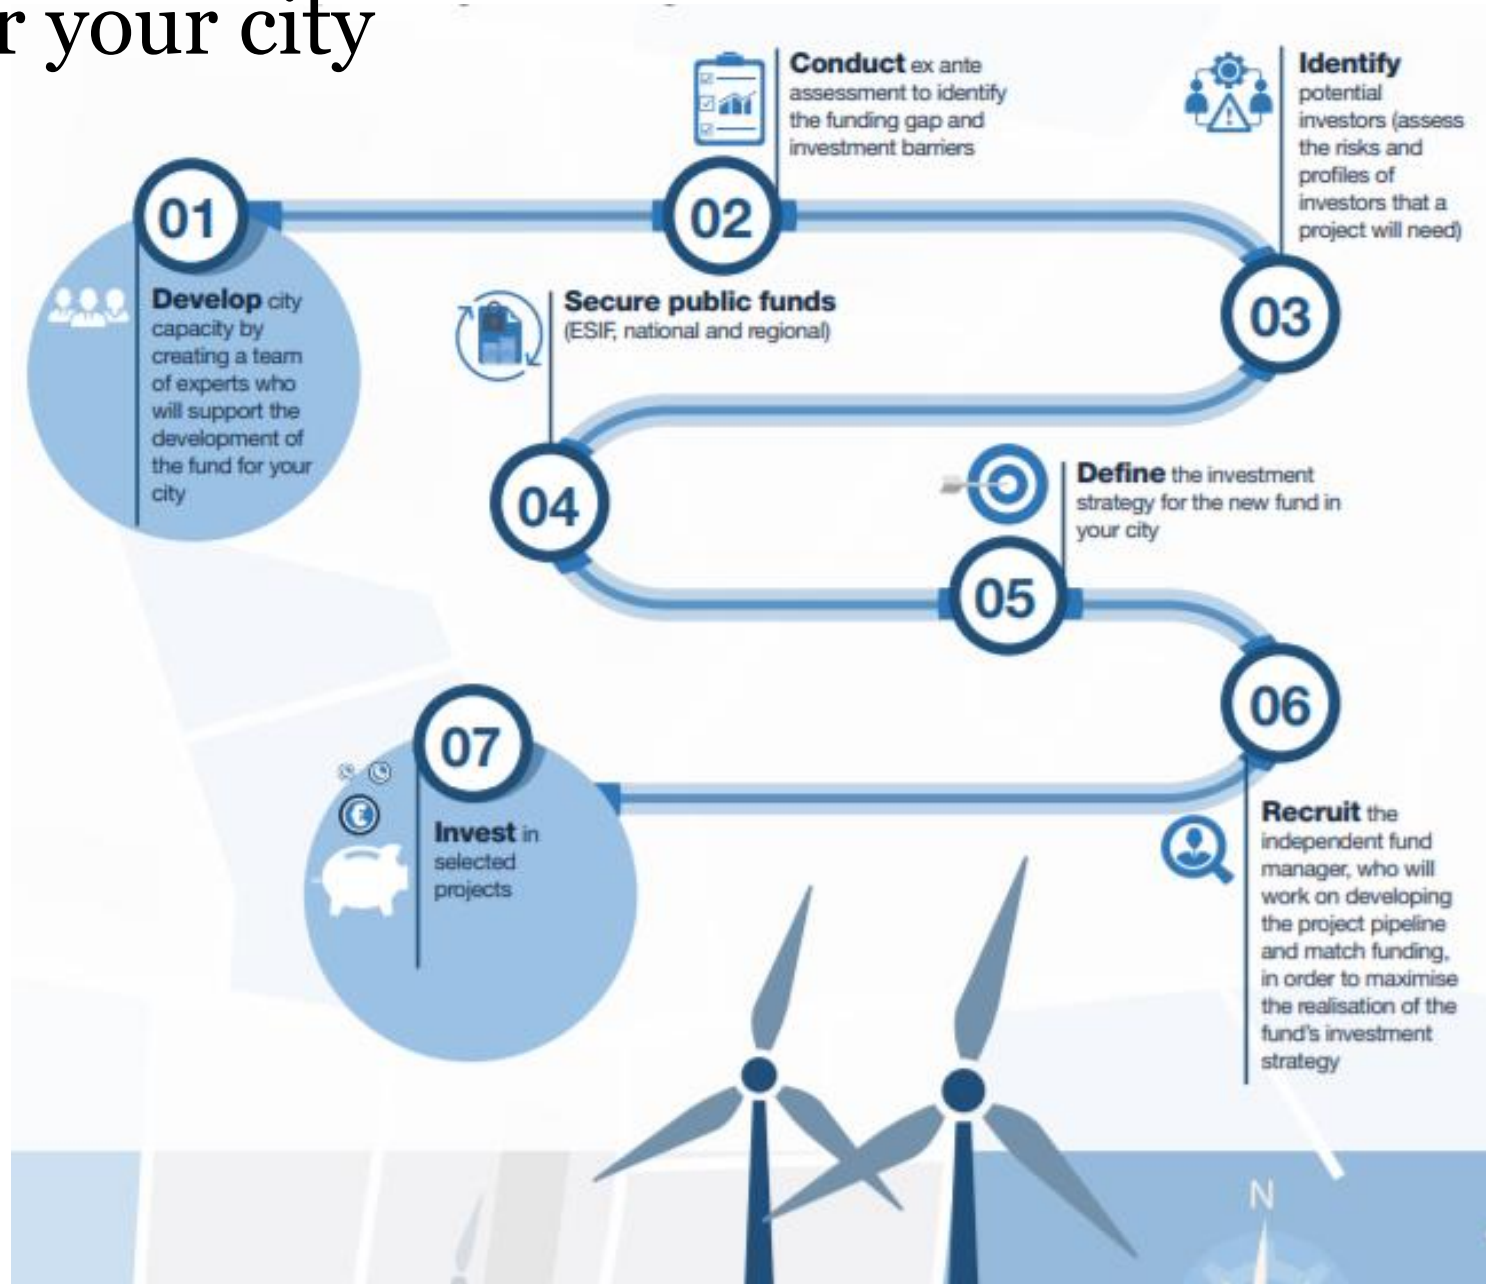 r your city
01
Develop city
capacity by
creating a team
of experts who
will support the
development of
the fund for your
city
02
Conduct ex ante
assessment to identify
the funding gap and
investment barriers
03
Identify
potential
investors (assess
the risks and
profiles of
investors that a
project will need)
04
Secure public funds
(ESIF, national and regional)
05
Define the investment
strategy for the new fund in
your city
06
Recruit the
independent fund
manager, who will
work on developing
the project pipeline
and match funding,
in order to maximise
the realisation of the
fund's investment
strategy
07
Invest in
selected
projects
N